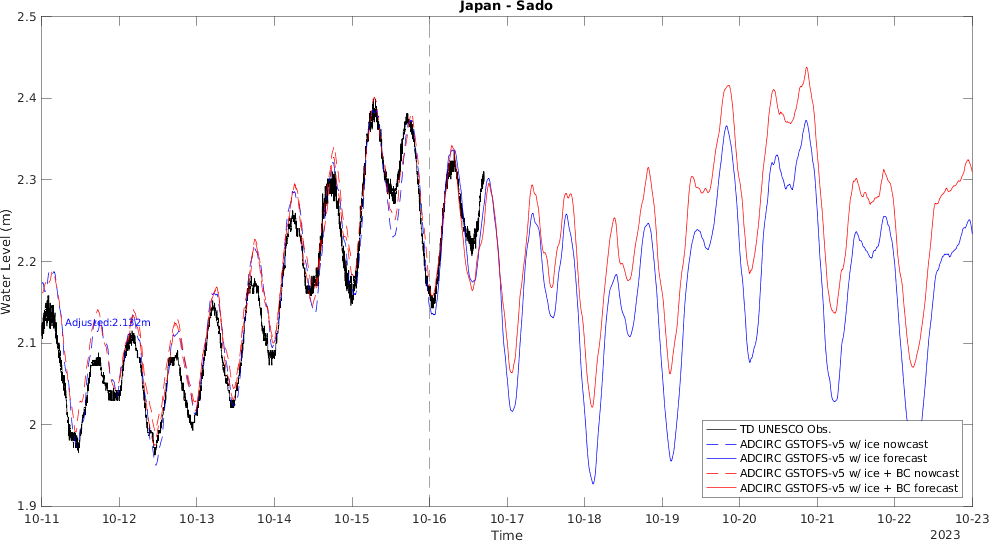 Japan - Sado
Water Level (m)
2.5
2.4
2.3
2.2
2.1
2
1.9
Adjusted:2.132m
TD UNESCO Obs.
ADCIRC GSTOFS-v5 w/ ice nowcast
ADCIRC GSTOFS-v5 w/ ice forecast
ADCIRC GSTOFS-v5 w/ ice + BC nowcast
ADCIRC GSTOFS-v5 w/ ice + BC forecast
10-11 10-12 10-13 10-14 10-15 10-16 10-17 10-18 10-19 10-20 10-21 10-22 10-23
Time
2023